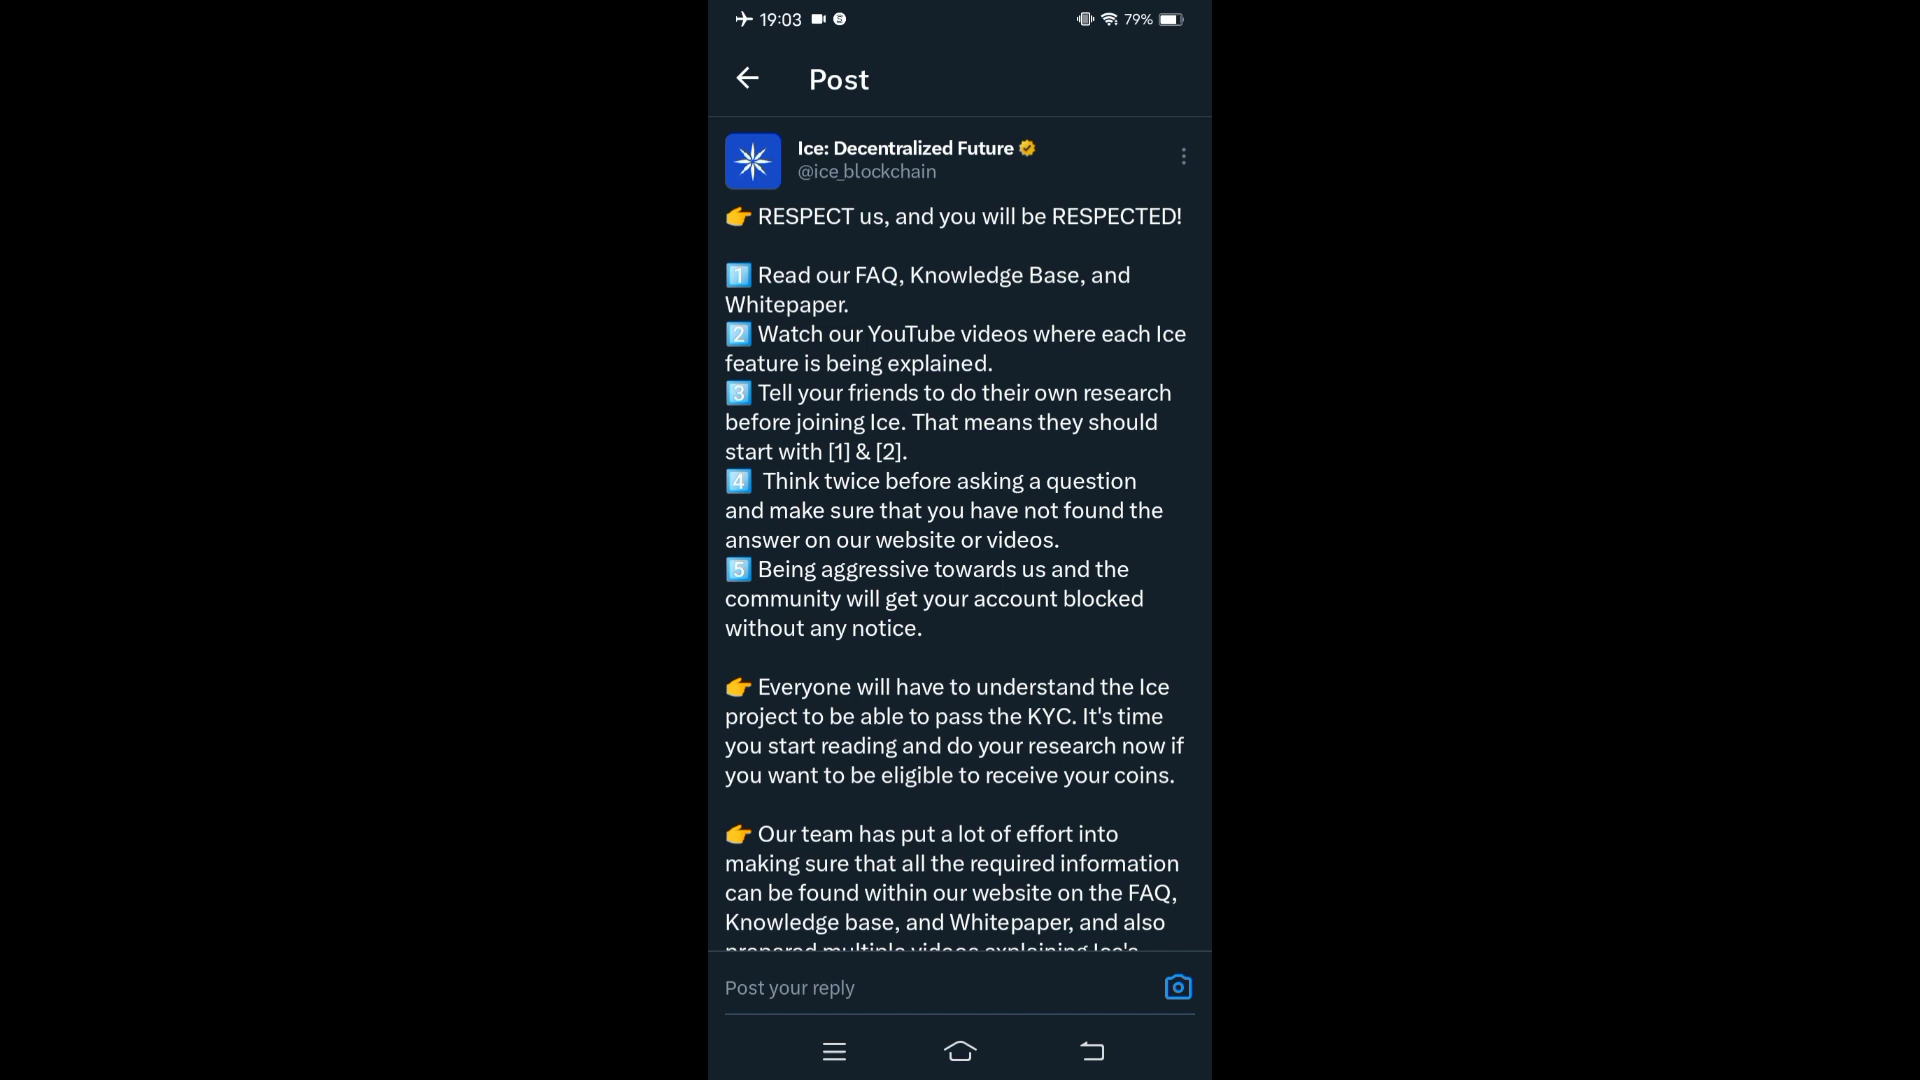 19:03
79%
Post
Ice: Decentralized Future
@ice_blockchain
👉 RESPECT us, and you will be RESPECTED!
1️⃣ Read our FAQ, Knowledge Base, and
Whitepaper.
2️⃣ Watch our YouTube videos where each Ice
feature is being explained.
3️⃣ Tell your friends to do their own research
before joining Ice. That means they should
start with [1] & [2].
4️⃣ Think twice before asking a question
and make sure that you have not found the
answer on our website or videos.
5️⃣ Being aggressive towards us and the
community will get your account blocked
without any notice.
👉 Everyone will have to understand the Ice
project to be able to pass the KYC. It's time
you start reading and do your research now if
you want to be eligible to receive your coins.
👉 Our team has put a lot of effort into
making sure that all the required information
can be found within our website on the FAQ,
Knowledge base, and Whitepaper, and also
prepared multiple videos explaining Ice's
Post your reply